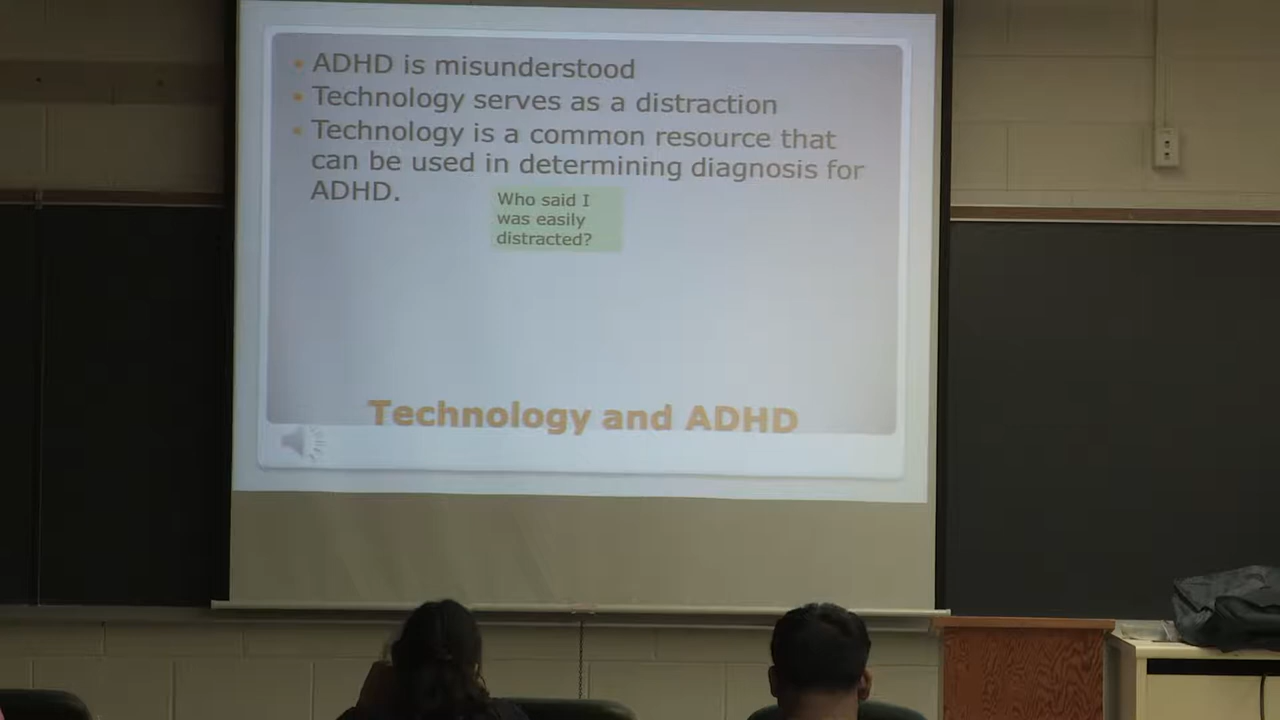 ADHD is misunderstood
Technology serves as a distraction
Technology is a common resource that
can be used in determining diagnosis for
ADHD.
Who said I
was easily
distracted?
Technology and ADHD